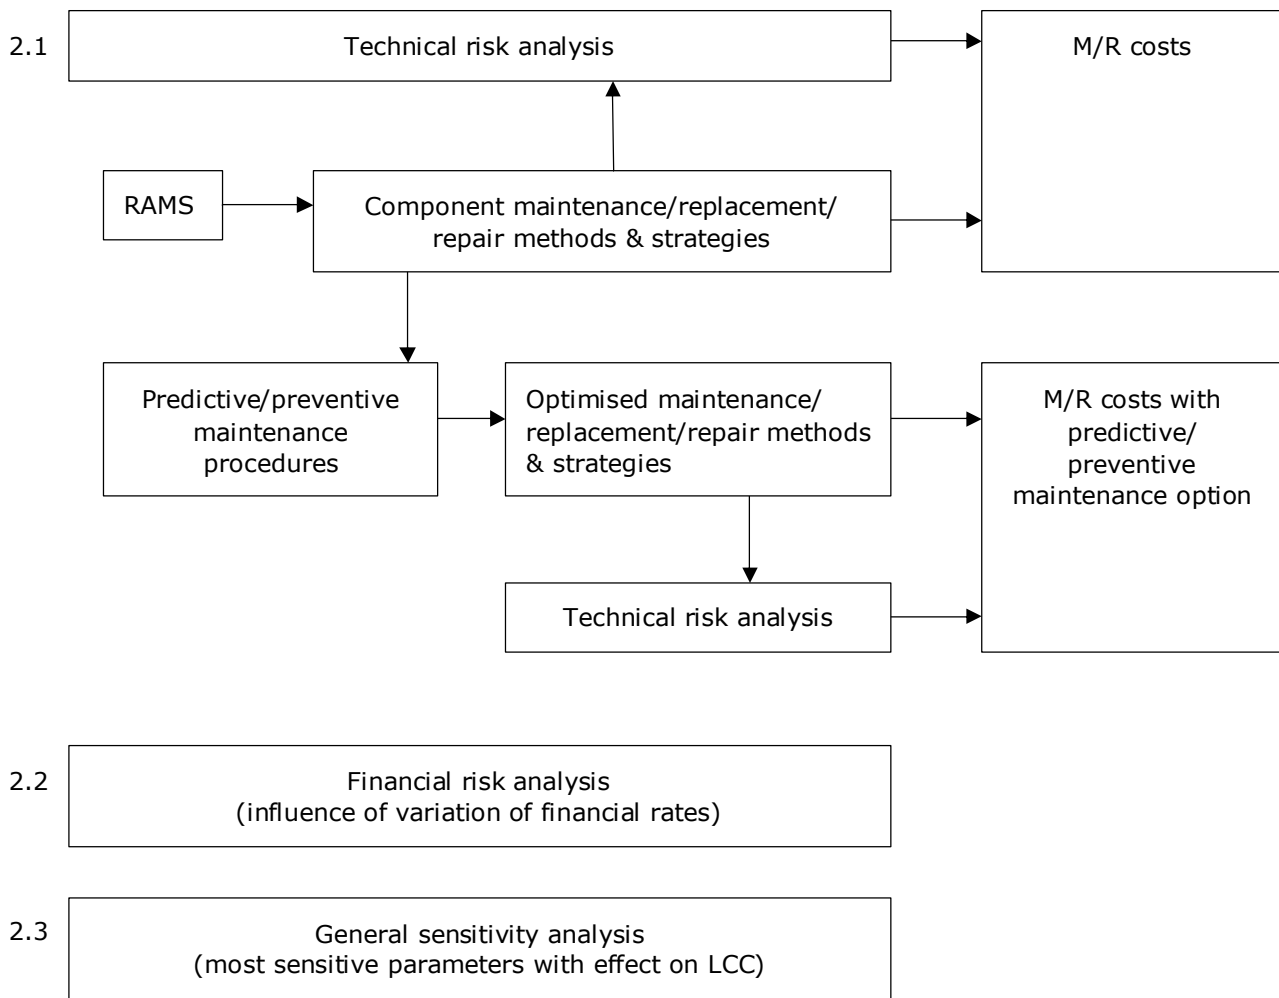 2.1
Technical risk analysis
M/R costs
RAMS
Component maintenance/replacement/
repair methods & strategies
Predictive/preventive
maintenance
procedures
Optimised maintenance/
replacement/repair methods
& strategies
M/R costs with
predictive/
preventive
maintenance option
Technical risk analysis
2.2
Financial risk analysis
(influence of variation of financial rates)
2.3
General sensitivity analysis
(most sensitive parameters with effect on LCC)